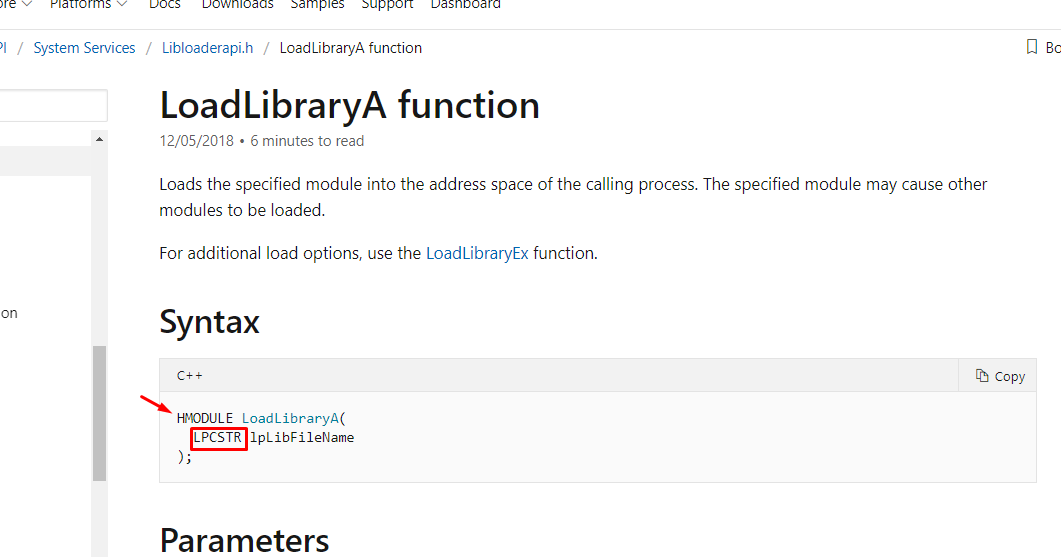 ore Platforms Docs Downloads Samples Support Dashboard
PI / System Services / Libloaderapi.h / LoadLibraryA function Bo
LoadLibraryA function
12/05/2018 • 6 minutes to read
Loads the specified module into the address space of the calling process. The specified module may cause other
modules to be loaded.
For additional load options, use the LoadLibraryEx function.
on
Syntax
C++ Copy
HMODULE LoadLibraryA(
LPCSTR lpLibFileName
);
Parameters